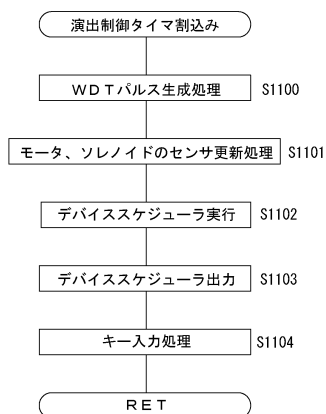 演出制御タイマ割込み
ＷＤＴパルス生成処理 S1100
モータ、ソレノイドのセンサ更新処理 S1101
デバイススケジューラ実行 S1102
デバイススケジューラ出力 S1103
キー入力処理 S1104
ＲＥＴ